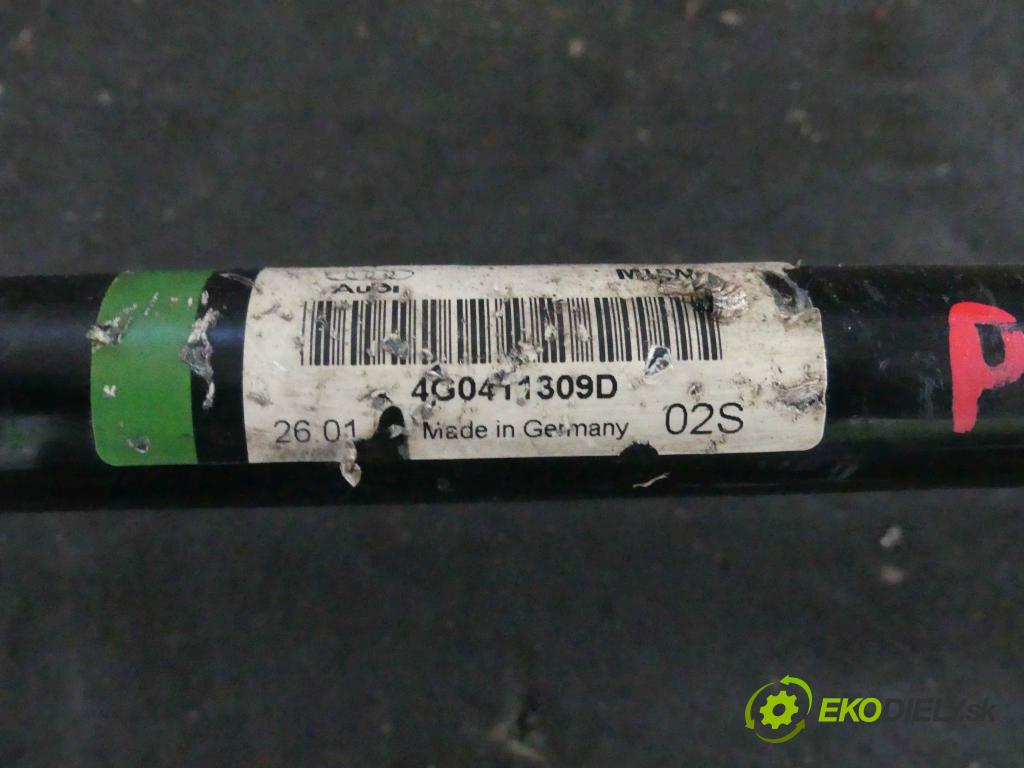 Audi
4G0411309D
26.01
Made in Germany
02S
P
EKODIELY.sk